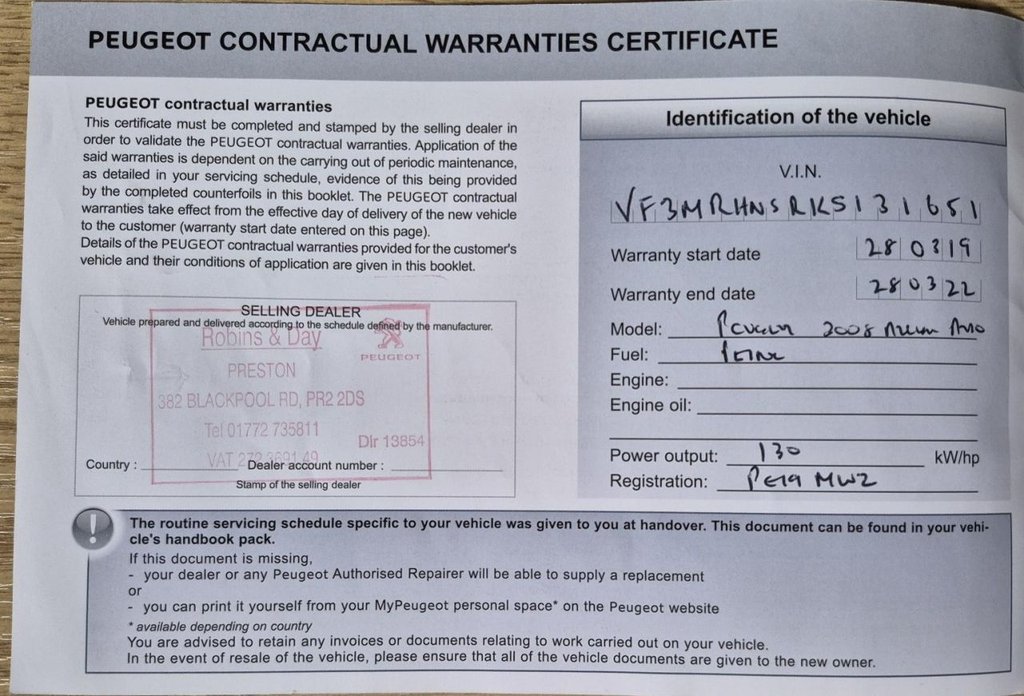 PEUGEOT CONTRACTUAL WARRANTIES CERTIFICATE
PEUGEOT contractual warranties
This certificate must be completed and stamped by the selling dealer in
order to validate the PEUGEOT contractual warranties. Application of the
said warranties is dependent on the carrying out of periodic maintenance,
as detailed in your servicing schedule, evidence of this being provided
by the completed counterfoils in this booklet. The PEUGEOT contractual
warranties take effect from the effective day of delivery of the new vehicle
to the customer (warranty start date entered on this page).
Details of the PEUGEOT contractual warranties provided for the customer's
vehicle and their conditions of application are given in this booklet.
SELLING DEALER
Vehicle prepared and delivered according to the schedule defined by the manufacturer.
Robins & Day
PEUGEOT
PRESTON
382 BLACKPOOL RD, PR2 2DS
Tel 01772 735811
Dlr 13854
VAT
Country :
Dealer account number :
Stamp of the selling dealer
Identification of the vehicle
V.I.N.
VF3MRHNSRKS131651
Warranty start date 280319
Warranty end date 280322
Model: Peugeot 2008
Fuel:
Engine:
Engine oil:
Power output: 130 kW/hp
Registration: PE19 MWZ
The routine servicing schedule specific to your vehicle was given to you at handover. This document can be found in your vehi-
cle's handbook pack.
If this document is missing,
- your dealer or any Peugeot Authorised Repairer will be able to supply a replacement
or
- you can print it yourself from your MyPeugeot personal space* on the Peugeot website
* available depending on country
You are advised to retain any invoices or documents relating to work carried out on your vehicle.
In the event of resale of the vehicle, please ensure that all of the vehicle documents are given to the new owner.